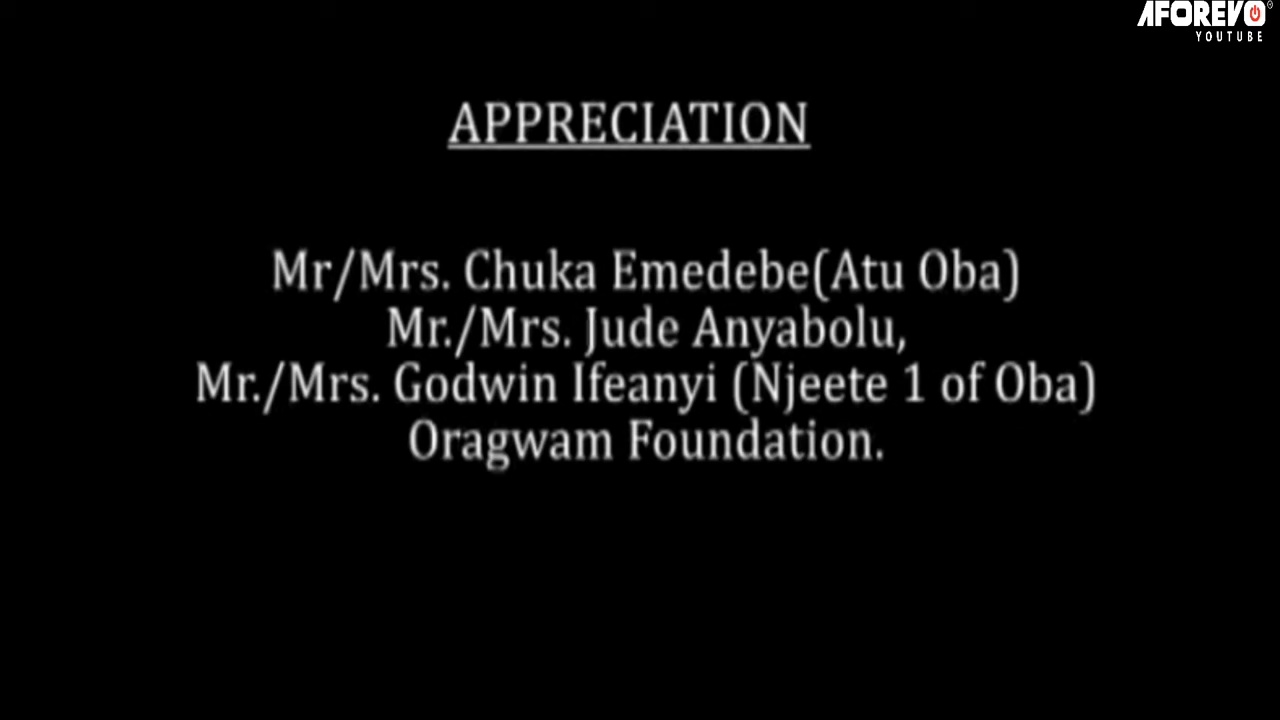 AFOREVO
YOUTUBE
APPRECIATION
Mr/Mrs. Chuka Emedebe(Atu Oba)
Mr./Mrs. Jude Anyabolu,
Mr./Mrs. Godwin Ifeanyi (Njeete 1 of Oba)
Oragwam Foundation.